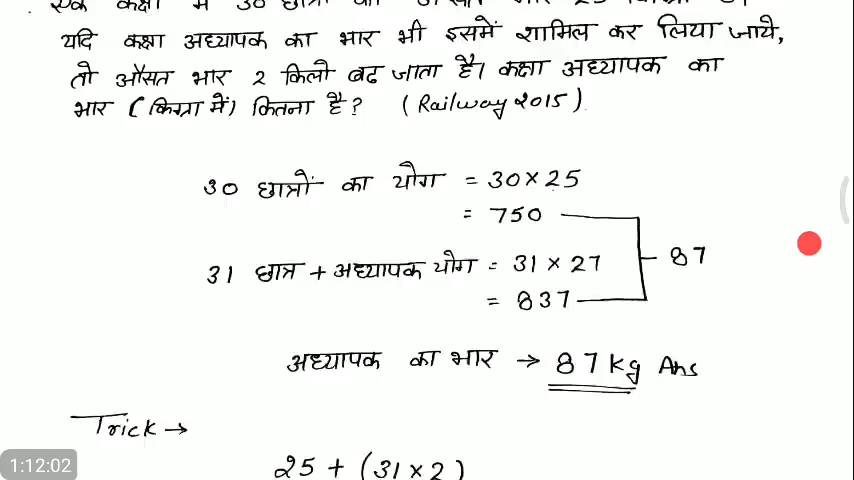 यदि कक्षा अध्यापक का भार भी इसमें शामिल कर लिया जाये,
तो औसत भार 2 किलो बढ जाता है। कक्षा अध्यापक का
भार (किग्रा में) कितना है? (Railway 2015)
30 छात्रों का योग = 30×25
= 750
87
31 छात्र + अध्यापक योग = 31 × 27
= 837
अध्यापक का भार → 87 kg Ans
Trick →
25 + (31 × 2)
1:12:02